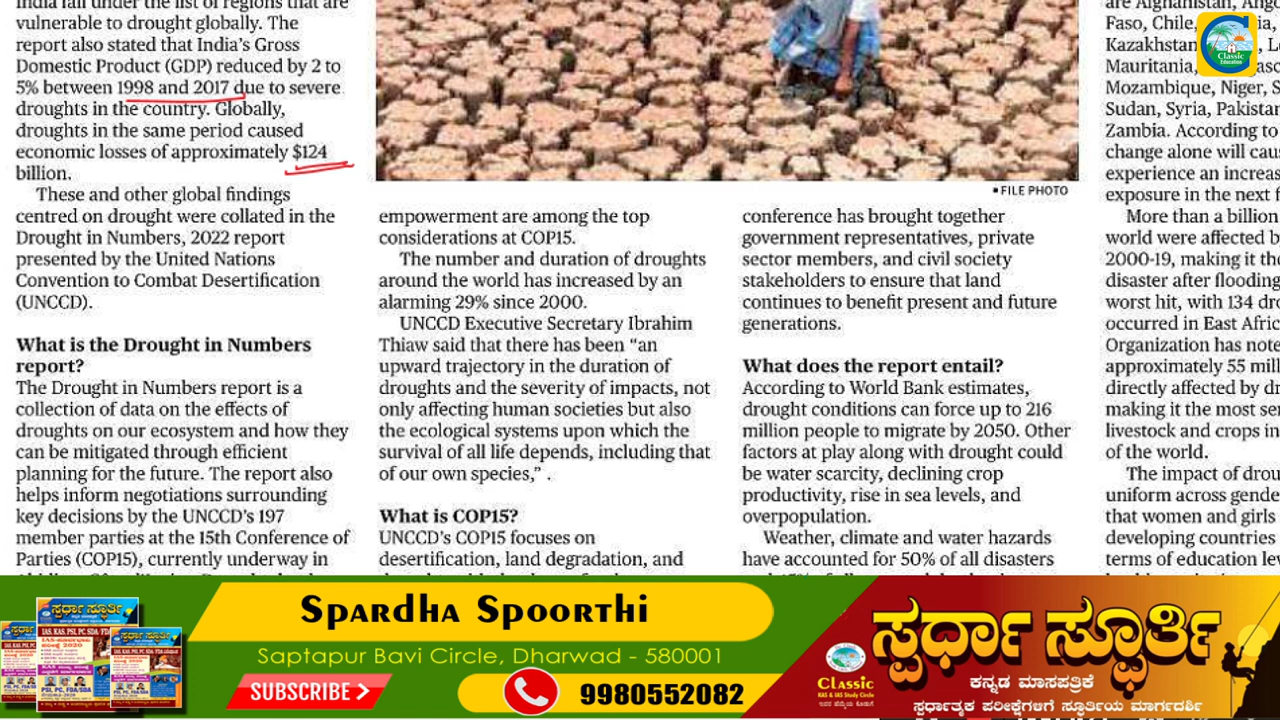 India fall under the list of regions that are
vulnerable to drought globally. The
report also stated that India's Gross
Domestic Product (GDP) reduced by 2 to
5% between 1998 and 2017 due to severe
droughts in the country. Globally,
droughts in the same period caused
economic losses of approximately $124
billion.
These and other global findings
centred on drought were collated in the
Drought in Numbers, 2022 report
presented by the United Nations
Convention to Combat Desertification
(UNCCD).
What is the Drought in Numbers
report?
The Drought in Numbers report is a
collection of data on the effects of
droughts on our ecosystem and how they
can be mitigated through efficient
planning for the future. The report also
helps inform negotiations surrounding
key decisions by the UNCCD's 197
member parties at the 15th Conference of
Parties (COP15), currently underway in
▪FILE PHOTO
empowerment are among the top
considerations at COP15.
The number and duration of droughts
around the world has increased by an
alarming 29% since 2000.
UNCCD Executive Secretary Ibrahim
Thiaw said that there has been “an
upward trajectory in the duration of
droughts and the severity of impacts, not
only affecting human societies but also
the ecological systems upon which the
survival of all life depends, including that
of our own species,” .
What is COP15?
UNCCD's COP15 focuses on
desertification, land degradation, and
conference has brought together
government representatives, private
sector members, and civil society
stakeholders to ensure that land
continues to benefit present and future
generations.
What does the report entail?
According to World Bank estimates,
drought conditions can force up to 216
million people to migrate by 2050. Other
factors at play along with drought could
be water scarcity, declining crop
productivity, rise in sea levels, and
overpopulation.
Weather, climate and water hazards
have accounted for 50% of all disasters
are Afghanistan, Ango
Faso, Chile,
Kazakhstan
Mauritania,
Mozambique, Niger, S
Sudan, Syria, Pakistan
Zambia. According to
change alone will caus
experience an increas
exposure in the next f
More than a billion
world were affected b
2000-19, making it the
disaster after flooding
worst hit, with 134 dro
occurred in East Afric
Organization has note
approximately 55 mill
directly affected by dr
making it the most se
livestock and crops in
of the world.
The impact of drou
uniform across gende
that women and girls
developing countries
terms of education lev
Classic
Education
Spardha Spoorthi
Saptapur Bavi Circle, Dharwad - 580001
SUBSCRIBE >
9980552082
Classic
KAS & IAS Study Circle
ಸ್ಪರ್ಧಾ ಸ್ಫೂರ್ತಿ
ಕನ್ನಡ ಮಾಸಪತ್ರಿಕೆ
ಸ್ಪರ್ಧಾತ್ಮಕ ಪರೀಕ್ಷೆಗಳಿಗೆ ಸ್ಫೂರ್ತಿಯ ಮಾರ್ಗದರ್ಶಿ